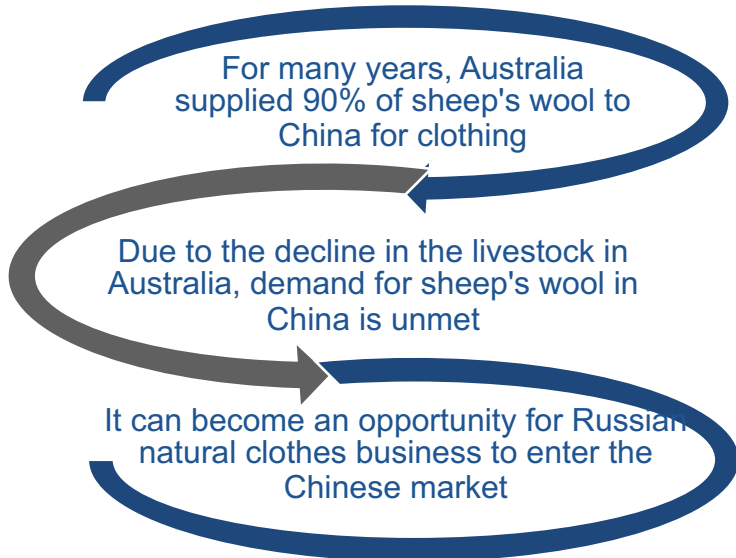 For many years, Australia
supplied 90% of sheep's wool to
China for clothing
Due to the decline in the livestock in
Australia, demand for sheep's wool in
China is unmet
It can become an opportunity for Russian
natural clothes business to enter the
Chinese market